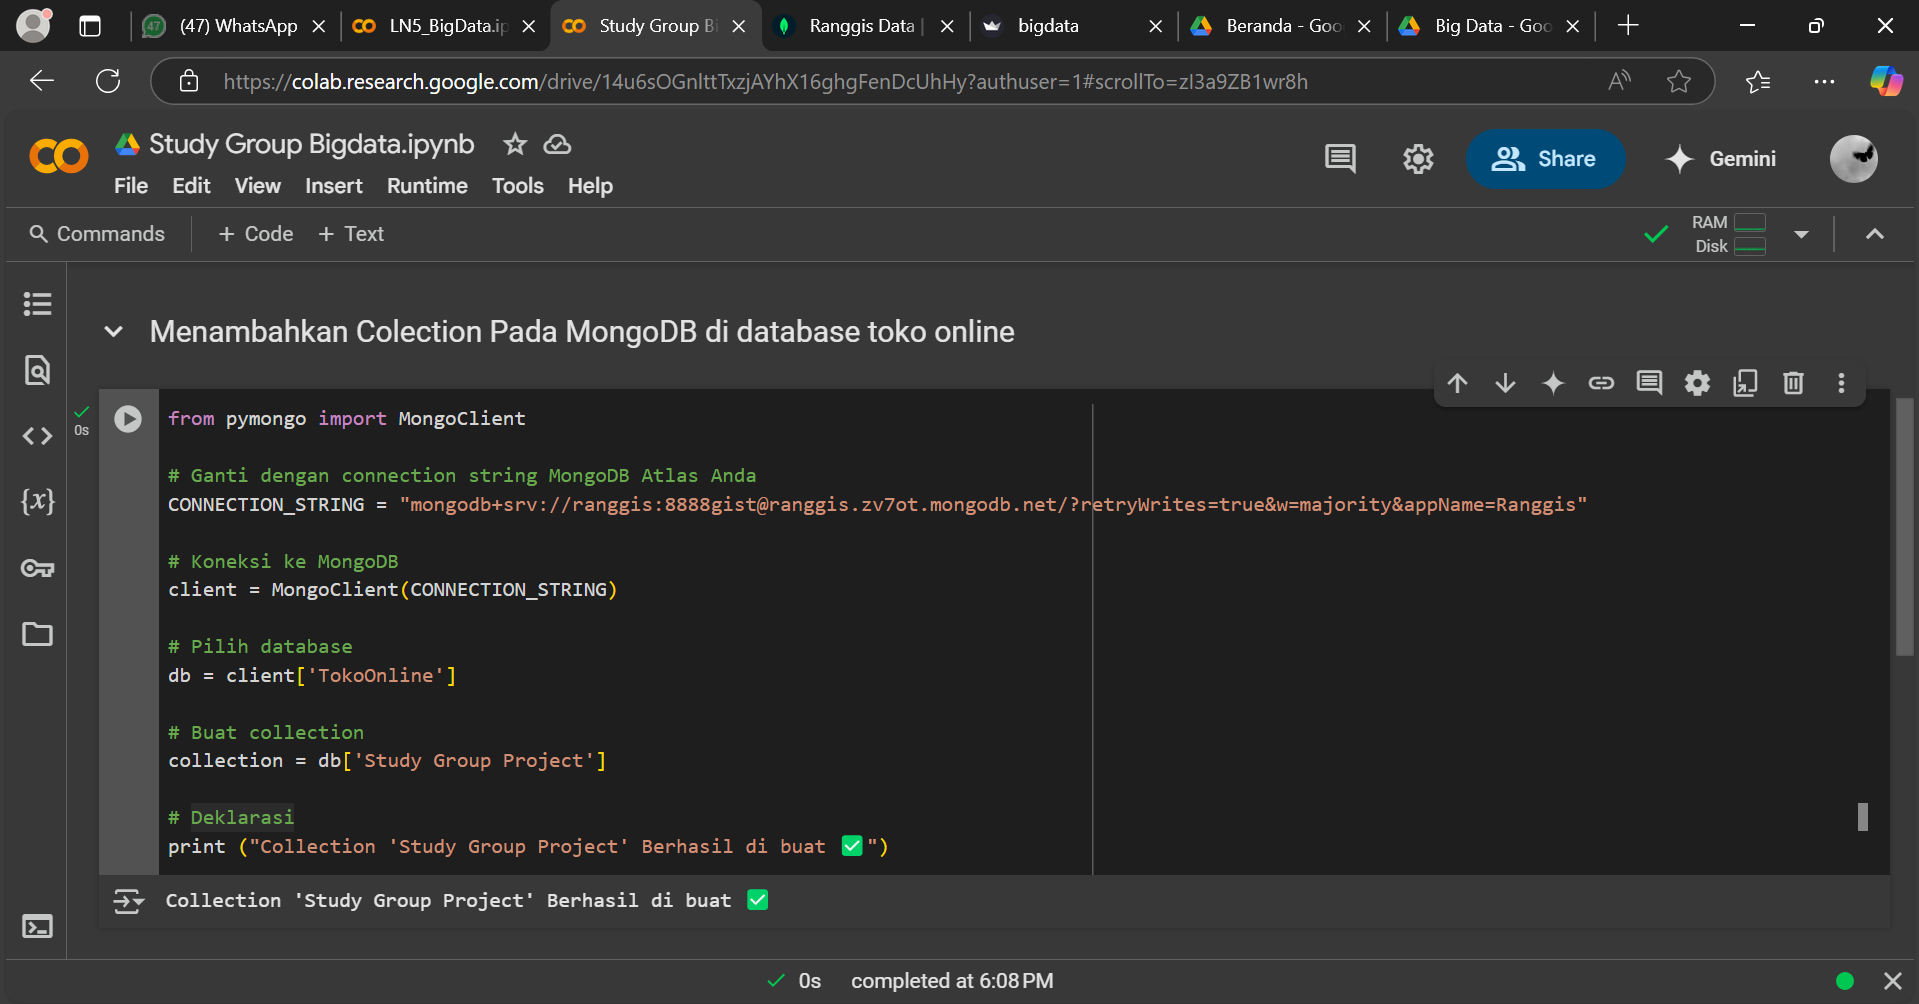 (47) WhatsApp
LN5_BigData.ip
Study Group Bi
Ranggis Data |
bigdata
Beranda - Goo
Big Data - Goo
https://colab.research.google.com/drive/14u6sOGnlttTxzjAYhX16ghgFenDcUhHy?authuser=1#scrollTo=zI3a9ZB1wr8h
Study Group Bigdata.ipynb
Share
Gemini
File Edit View Insert Runtime Tools Help
Commands + Code + Text
RAM
Disk
Menambahkan Colection Pada MongoDB di database toko online
0s
from pymongo import MongoClient
# Ganti dengan connection string MongoDB Atlas Anda
CONNECTION_STRING = "mongodb+srv://ranggis:8888gist@ranggis.zv7ot.mongodb.net/?retryWrites=true&w=majority&appName=Ranggis"
# Koneksi ke MongoDB
client = MongoClient(CONNECTION_STRING)
# Pilih database
db = client['TokoOnline']
# Buat collection
collection = db['Study Group Project']
# Deklarasi
print ("Collection 'Study Group Project' Berhasil di buat ✅")
Collection 'Study Group Project' Berhasil di buat ✅
0s completed at 6:08 PM